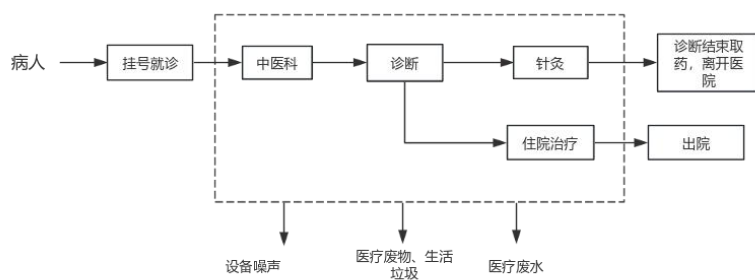 病人
挂号就诊
中医科
诊断
针灸
诊断结束取
药，离开医
院
住院治疗
出院
设备噪声
医疗废物、生活
垃圾
医疗废水